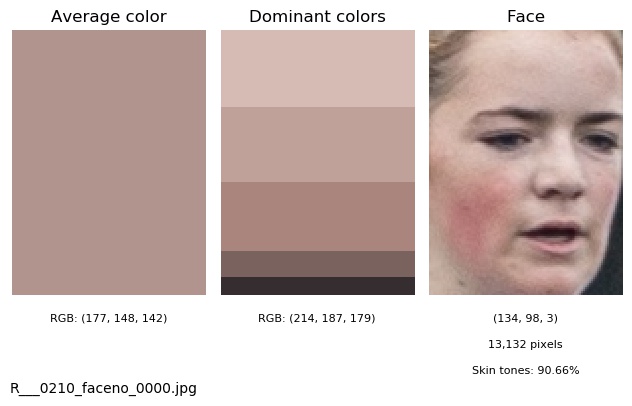 Average color
Dominant colors
Face
RGB: (177, 148, 142)
RGB: (214, 187, 179)
(134, 98, 3)
13,132 pixels
Skin tones: 90.66%
R___0210_faceno_0000.jpg